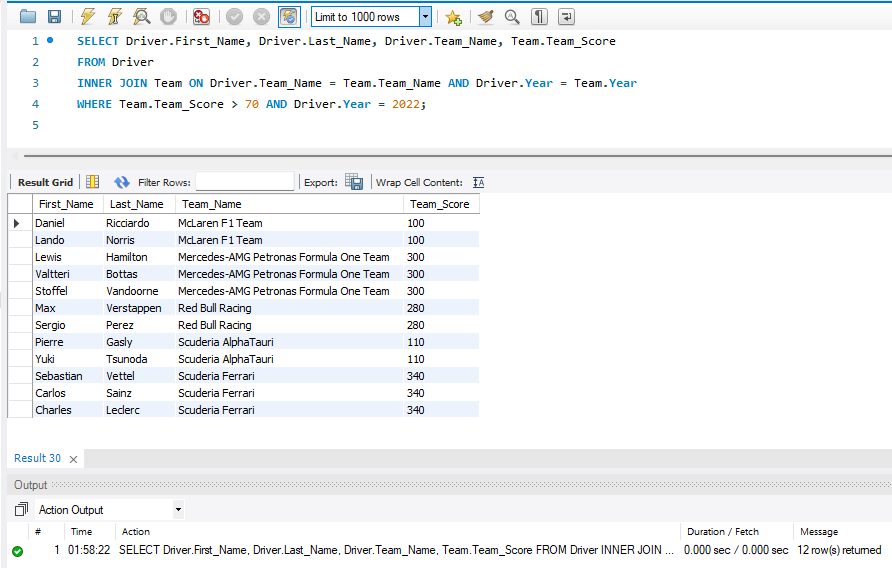 Limit to 1000 rows
1 SELECT Driver.First_Name, Driver.Last_Name, Driver.Team_Name, Team.Team_Score
2 FROM Driver
3 INNER JOIN Team ON Driver.Team_Name = Team.Team_Name AND Driver.Year = Team.Year
4 WHERE Team.Team_Score > 70 AND Driver.Year = 2022;
5
Result Grid Filter Rows: Export: Wrap Cell Content: IA
First_Name Last_Name Team_Name Team_Score
Daniel Ricciardo McLaren F1 Team 100
Lando Norris McLaren F1 Team 100
Lewis Hamilton Mercedes-AMG Petronas Formula One Team 300
Valtteri Bottas Mercedes-AMG Petronas Formula One Team 300
Stoffel Vandoorne Mercedes-AMG Petronas Formula One Team 300
Max Verstappen Red Bull Racing 280
Sergio Perez Red Bull Racing 280
Pierre Gasly Scuderia AlphaTauri 110
Yuki Tsunoda Scuderia AlphaTauri 110
Sebastian Vettel Scuderia Ferrari 340
Carlos Sainz Scuderia Ferrari 340
Charles Leclerc Scuderia Ferrari 340
Result 30
Output
Action Output
# Time Action Duration / Fetch Message
1 01:58:22 SELECT Driver.First_Name, Driver.Last_Name, Driver.Team_Name, Team.Team_Score FROM Driver INNER JOIN ... 0.000 sec / 0.000 sec 12 row(s) returned